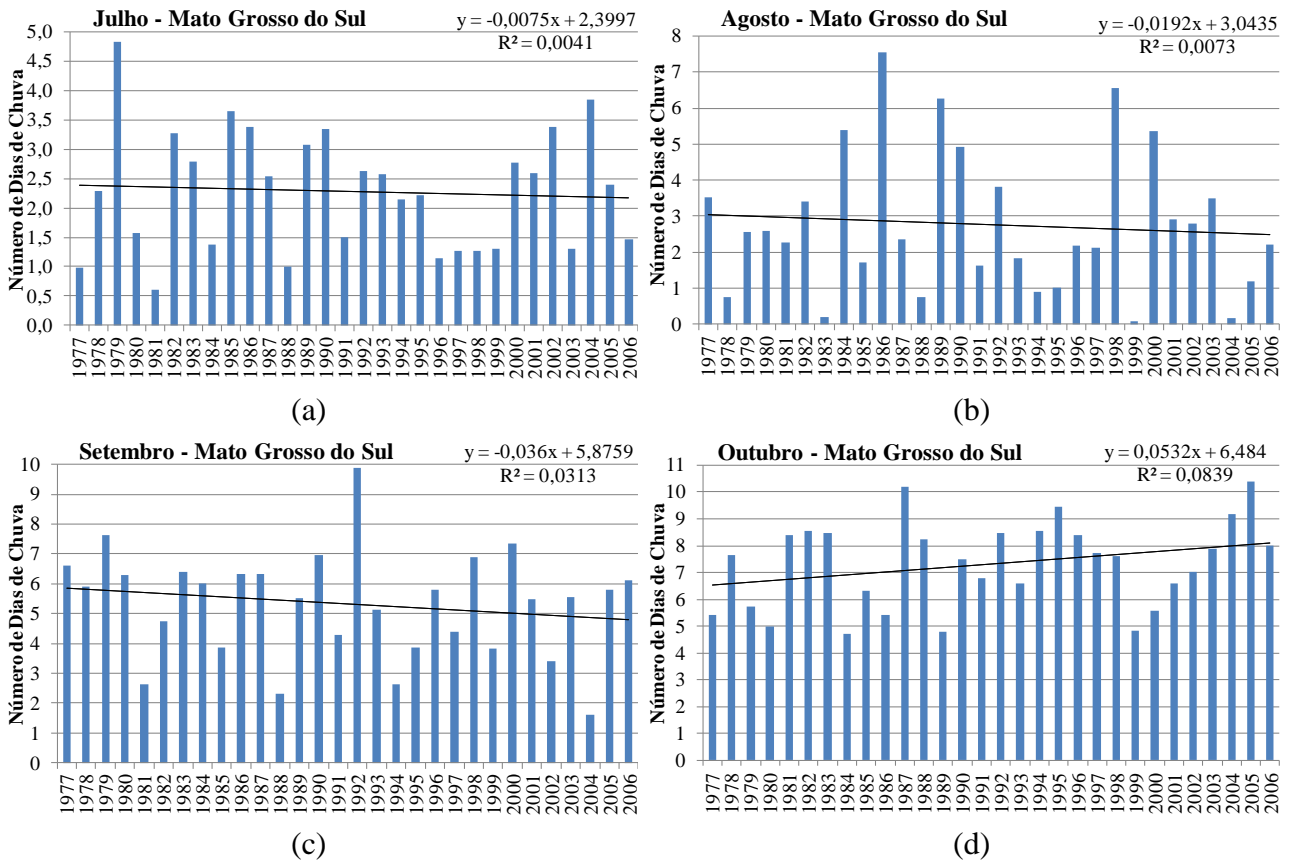 Julho - Mato Grosso do Sul
y = -0,0075x + 2,3997
R² = 0,0041
Número de Dias de Chuva
5,0
4,5
4,0
3,5
3,0
2,5
2,0
1,5
1,0
0,5
0,0
1977 1978 1979 1980 1981 1982 1983 1984 1985 1986 1987 1988 1989 1990 1991 1992 1993 1994 1995 1996 1997 1998 1999 2000 2001 2002 2003 2004 2005 2006
(a)
Agosto - Mato Grosso do Sul
y = -0,0192x + 3,0435
R² = 0,0073
Número de Dias de Chuva
8
7
6
5
4
3
2
1
0
1977 1978 1979 1980 1981 1982 1983 1984 1985 1986 1987 1988 1989 1990 1991 1992 1993 1994 1995 1996 1997 1998 1999 2000 2001 2002 2003 2004 2005 2006
(b)
Setembro - Mato Grosso do Sul
y = -0,036x + 5,8759
R² = 0,0313
Número de Dias de Chuva
10
9
8
7
6
5
4
3
2
1
0
1977 1978 1979 1980 1981 1982 1983 1984 1985 1986 1987 1988 1989 1990 1991 1992 1993 1994 1995 1996 1997 1998 1999 2000 2001 2002 2003 2004 2005 2006
(c)
Outubro - Mato Grosso do Sul
y = 0,0532x + 6,484
R² = 0,0839
Número de Dias de Chuva
11
10
9
8
7
6
5
4
3
2
1
0
1977 1978 1979 1980 1981 1982 1983 1984 1985 1986 1987 1988 1989 1990 1991 1992 1993 1994 1995 1996 1997 1998 1999 2000 2001 2002 2003 2004 2005 2006
(d)